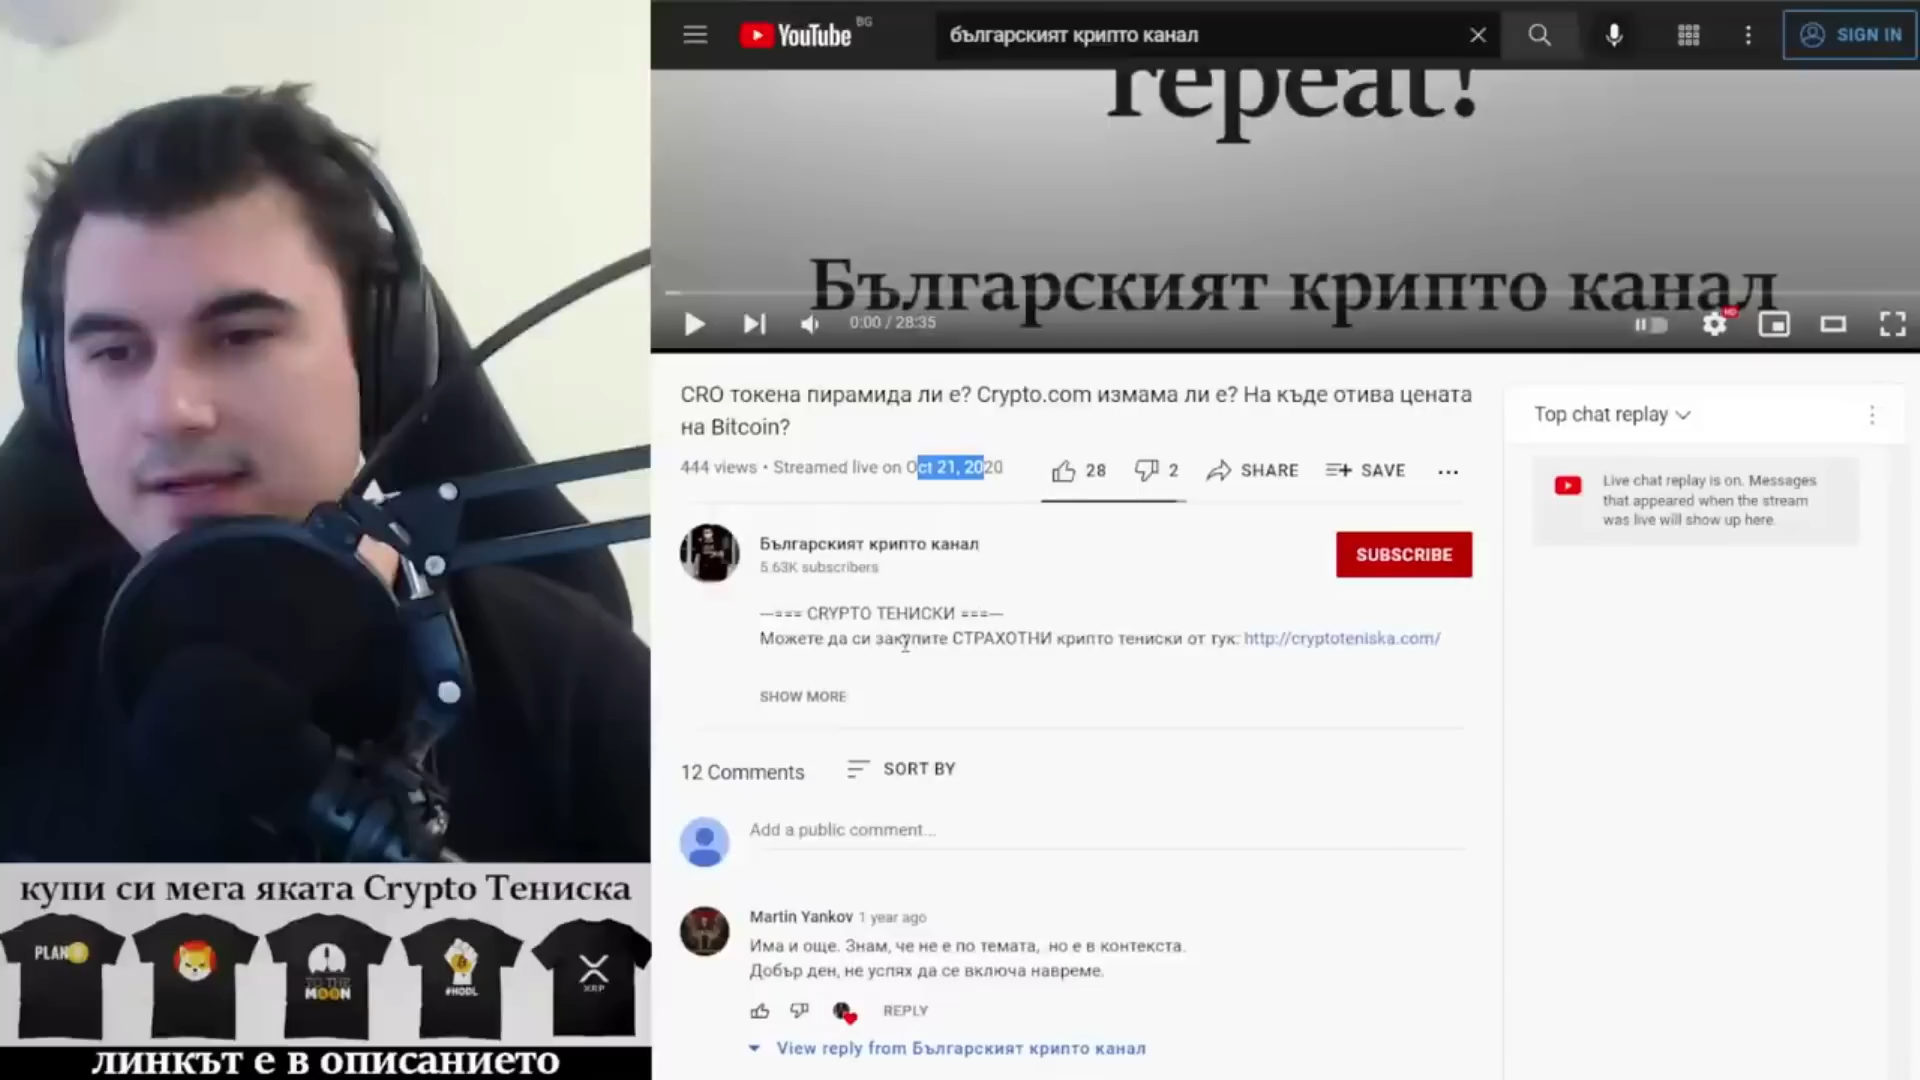 YouTube BG
българският крипто канал
SIGN IN
repeat!
Българският крипто канал
0:00 / 28:35
HD
CRO токена пирамида ли е? Crypto.com измама ли е? На къде отива цената
на Bitcoin?
444 views • Streamed live on Oct 21, 2020
28
2
SHARE
SAVE
Top chat replay
Live chat replay is on. Messages
that appeared when the stream
was live will show up here.
Българският крипто канал
5.63K subscribers
SUBSCRIBE
—=== CRYPTO ТЕНИСКИ ===—
Можете да си закупите СТРАХОТНИ крипто тениски от тук: http://cryptoteniska.com/
SHOW MORE
12 Comments
SORT BY
Add a public comment...
Martin Yankov 1 year ago
Има и още. Знам, че не е по темата, но е в контекста.
Добър ден, не успях да се включа навреме.
REPLY
View reply from Българският крипто канал
купи си мега яката Crypto Тениска
PLAN
TO THE
MOON
#HODL
XRP
линкът е в описанието